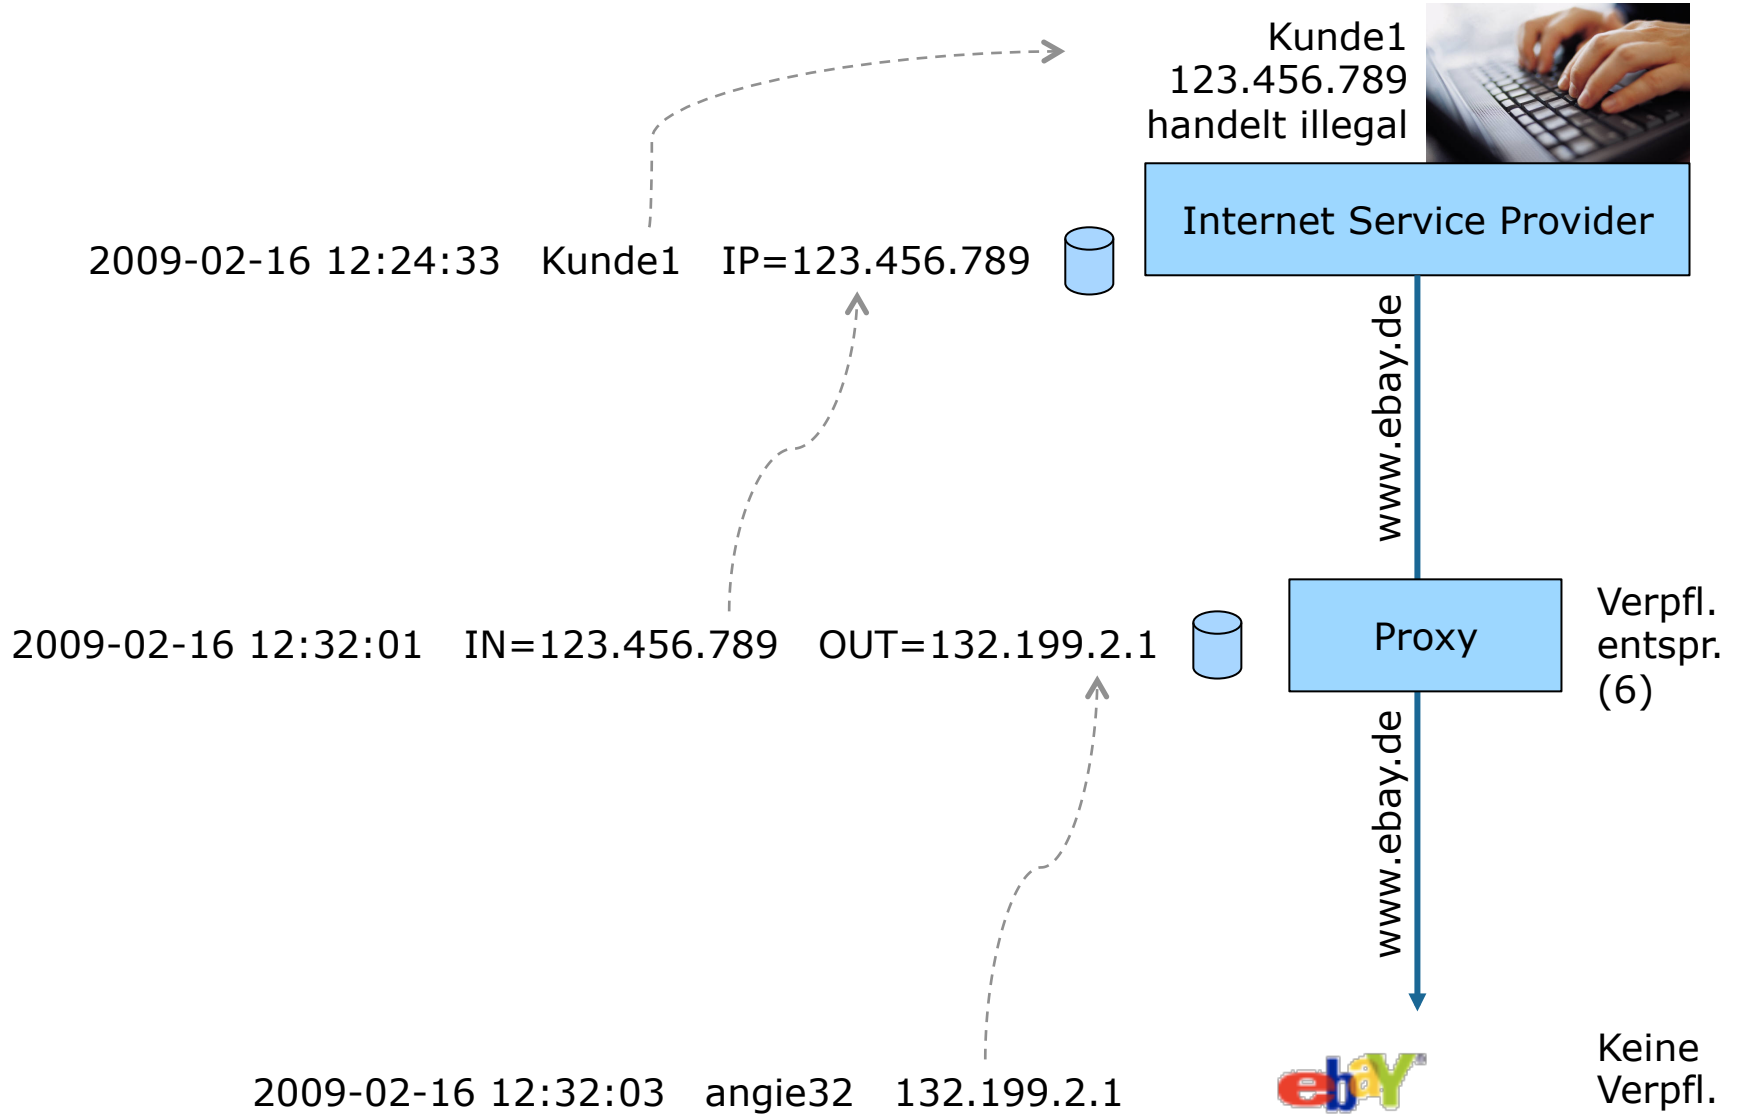 Kunde1
123.456.789
handelt illegal
Internet Service Provider
2009-02-16 12:24:33 Kunde1 IP=123.456.789
www.ebay.de
2009-02-16 12:32:01 IN=123.456.789 OUT=132.199.2.1
Proxy
Verpfl.
entspr.
(6)
www.ebay.de
2009-02-16 12:32:03 angie32 132.199.2.1
ebaY
Keine
Verpfl.